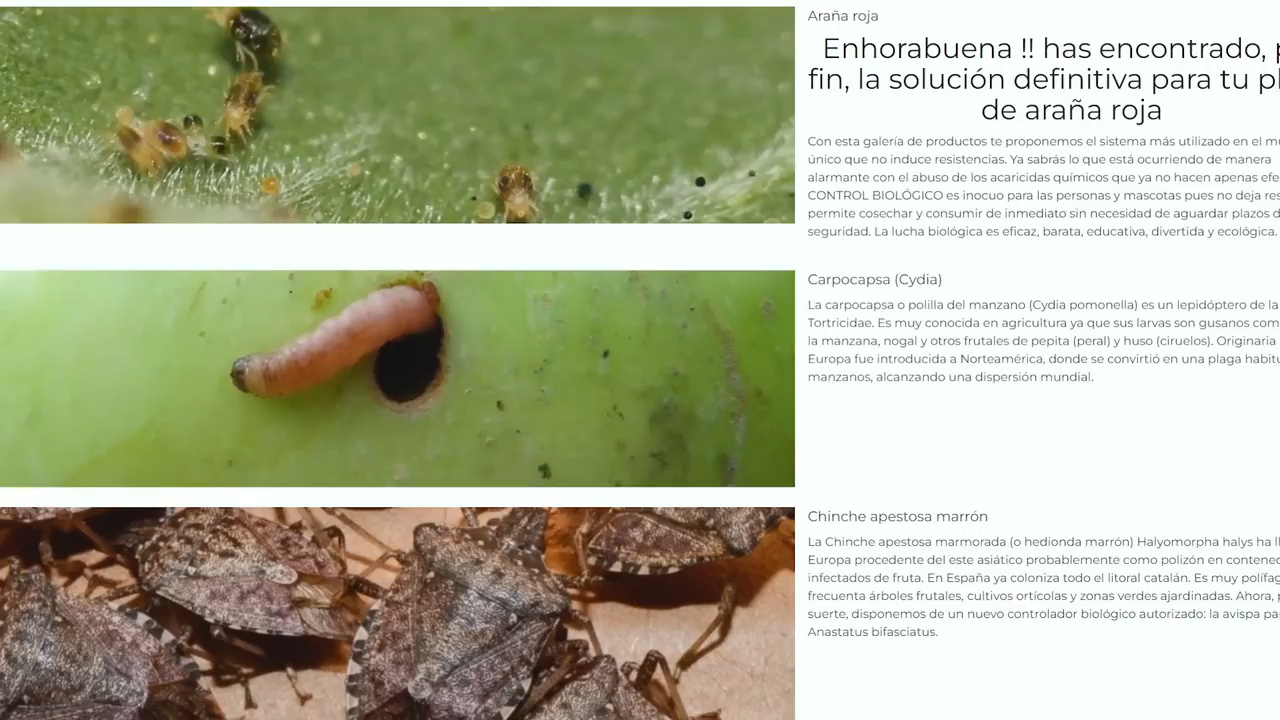 Araña roja
Enhorabuena !! has encontrado,
fin, la solución definitiva para tu
de araña roja
Con esta galería de productos te proponemos el sistema más utilizado en el
único que no induce resistencias. Ya sabrás lo que está ocurriendo de manera
alarmante con el abuso de los acaricidas químicos que ya no hacen apenas
CONTROL BIOLÓGICO es inocuo para las personas y mascotas pues no deja
permite cosechar y consumir de inmediato sin necesidad de aguardar plazos
seguridad. La lucha biológica es eficaz, barata, educativa, divertida y ecológica.
Carpocapsa (Cydia)
La carpocapsa o polilla del manzano (Cydia pomonella) es un lepidóptero de la
Tortricidae. Es muy conocida en agricultura ya que sus larvas son gusanos
la manzana, nogal y otros frutales de pepita (peral) y huso (ciruelos). Originaria
Europa fue introducida a Norteamérica, donde se convirtió en una plaga
manzanos, alcanzando una dispersión mundial.
Chinche apestosa marrón
La Chinche apestosa marmorada (o hedionda marrón) Halyomorpha halys ha
Europa procedente del este asiático probablemente como polizón en
infectados de fruta. En España ya coloniza todo el litoral catalán. Es muy
frecuenta árboles frutales, cultivos ortícolas y zonas verdes ajardinadas. Ahora,
suerte, disponemos de un nuevo controlador biológico autorizado: la avispa
Anastatus bifasciatus.